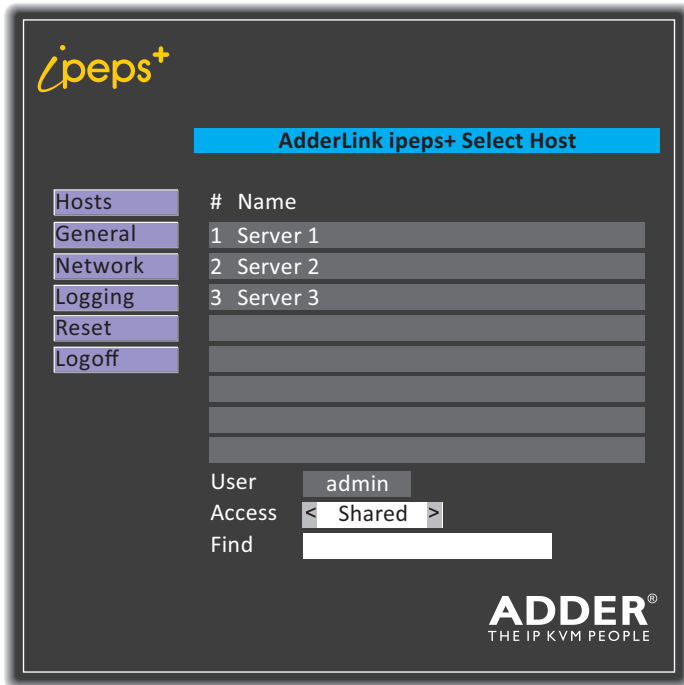 ipeps+
AdderLink ipeps+ Select Host
Hosts
General
Network
Logging
Reset
Logoff
# Name
1 Server 1
2 Server 2
3 Server 3
User admin
Access < Shared >
Find
ADDER®
THE IP KVM PEOPLE